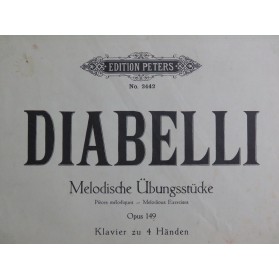 EDITION PETERS
No. 2442
DIABELLI
Melodische Übungsstücke
Pièces mélodiques — Melodious Exercises
Opus 149
Klavier zu 4 Händen